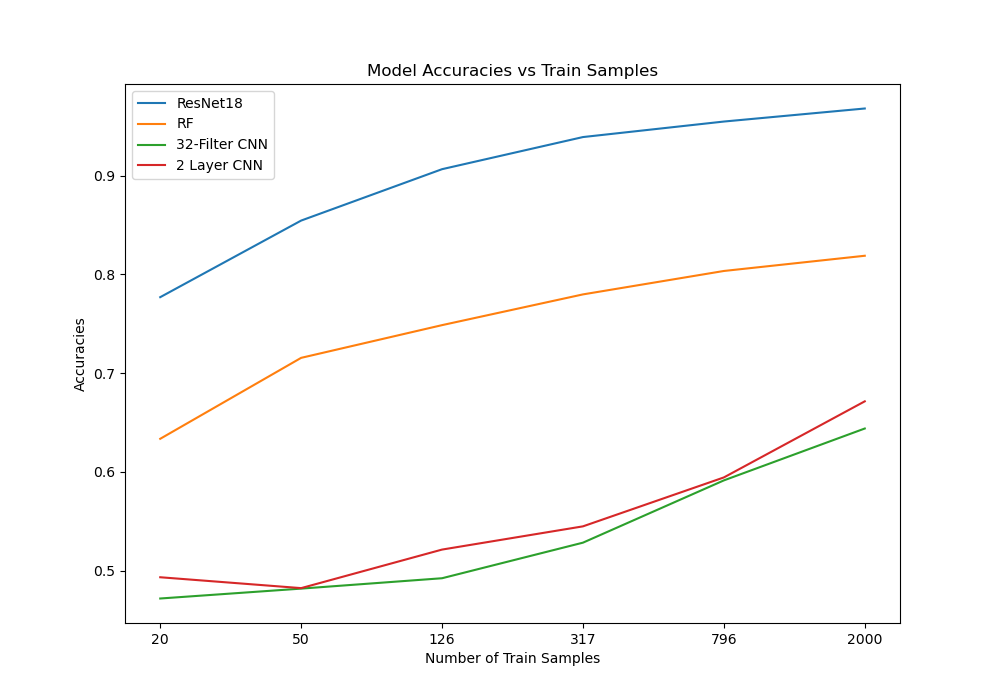 Model Accuracies vs Train Samples
ResNet18
RF
32-Filter CNN
2 Layer CNN
0.9
0.8
0.7
0.6
0.5
Accuracies
20 50 126 317 796 2000
Number of Train Samples